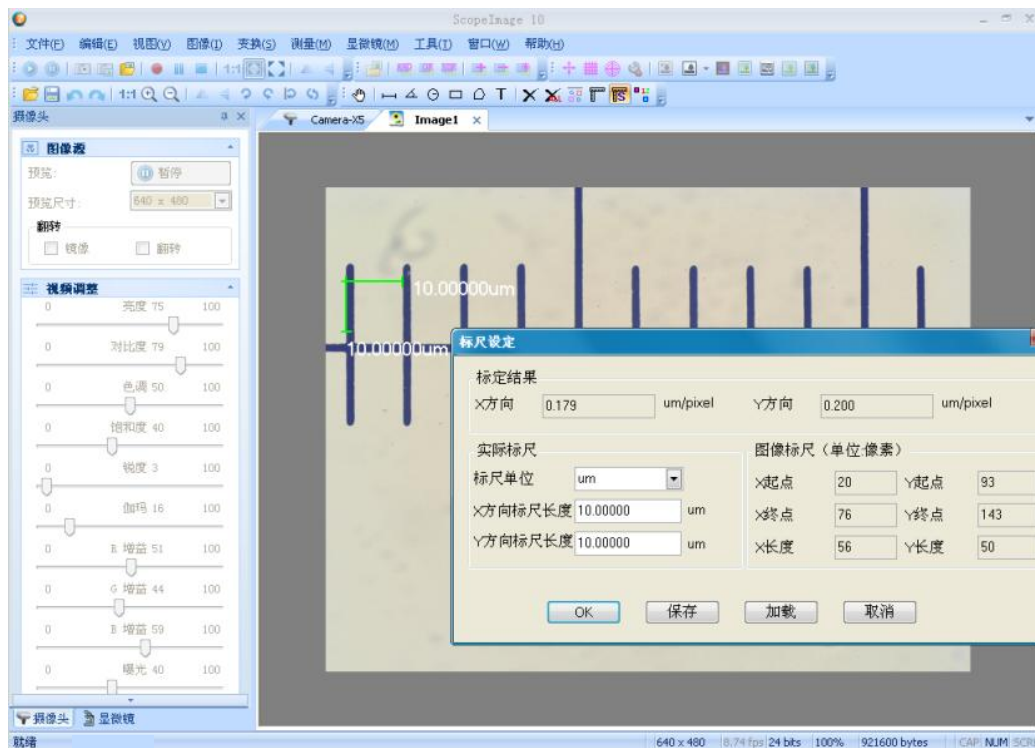 ScopeImage 10
文件(F) 编辑(E) 视图(V) 图像(I) 变换(S) 测量(M) 显微镜(M) 工具(T) 窗口(W) 帮助(H)
1:1
1:1 T
摄像头
Camera-X5 Image1
图像源
预览: 暂停
预览尺寸: 640 x 480
翻转
镜像 翻转
视频调整
0 亮度 75 100
0 对比度 79 100
0 色调 50 100
0 饱和度 40 100
0 锐度 3 100
0 伽玛 16 100
0 R 增益 51 100
0 G 增益 44 100
0 B 增益 59 100
0 曝光 40 100
摄像头 显微镜
10.00000um
10.00000um
标尺设定
标定结果
X方向 0.179 um/pixel Y方向 0.200 um/pixel
实际标尺
标尺单位 um
X方向标尺长度 10.00000 um
Y方向标尺长度 10.00000 um
图像标尺（单位:像素）
X起点 20 Y起点 93
X终点 76 Y终点 143
X长度 56 Y长度 50
OK 保存 加载 取消
就绪 640 x 480 8.74 fps 24 bits 100% 921600 bytes CAP NUM